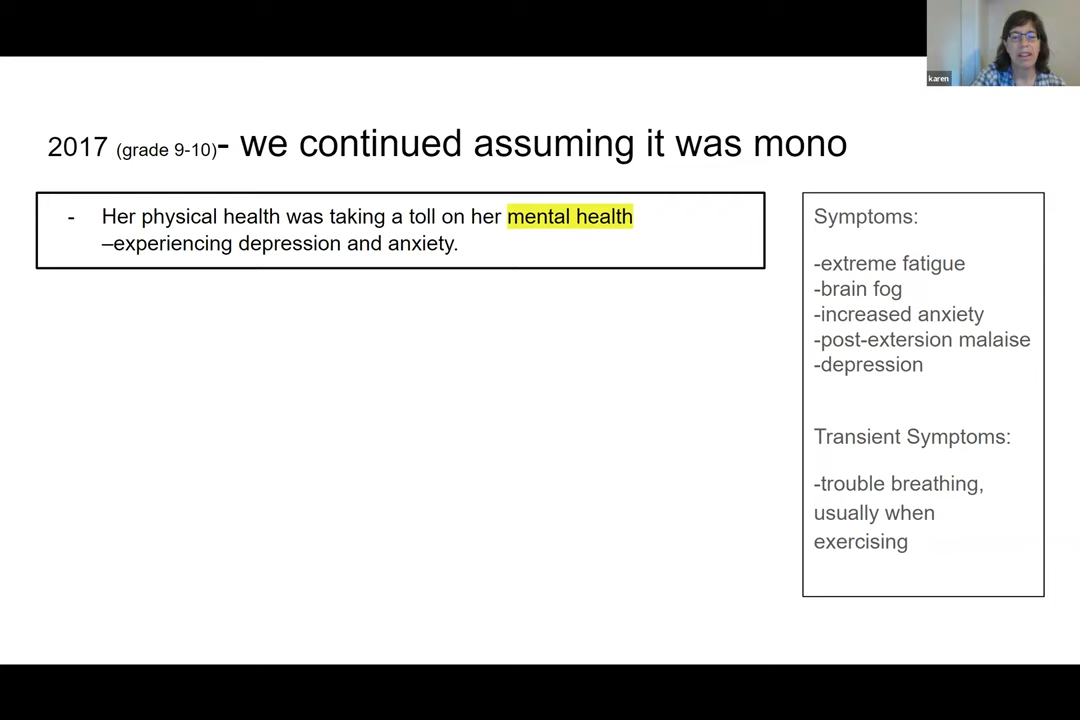 karen
2017 (grade 9-10)- we continued assuming it was mono
- Her physical health was taking a toll on her mental health
–experiencing depression and anxiety.
Symptoms:
-extreme fatigue
-brain fog
-increased anxiety
-post-extersion malaise
-depression
Transient Symptoms:
-trouble breathing,
usually when
exercising